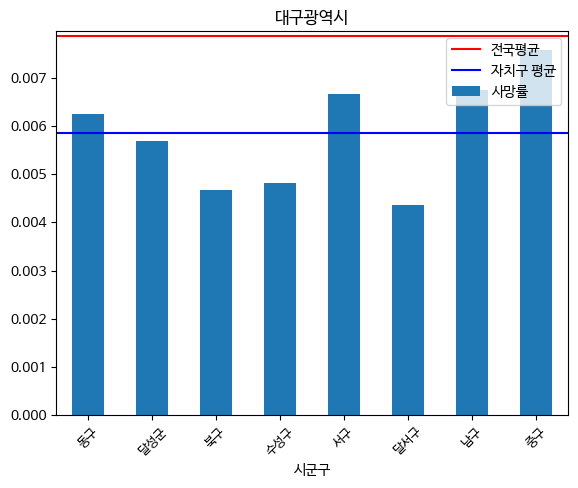 대구광역시
전국평균
자치구 평균
사망률
0.007
0.006
0.005
0.004
0.003
0.002
0.001
0.000
동구
달성군
북구
수성구
서구
달서구
남구
중구
시군구